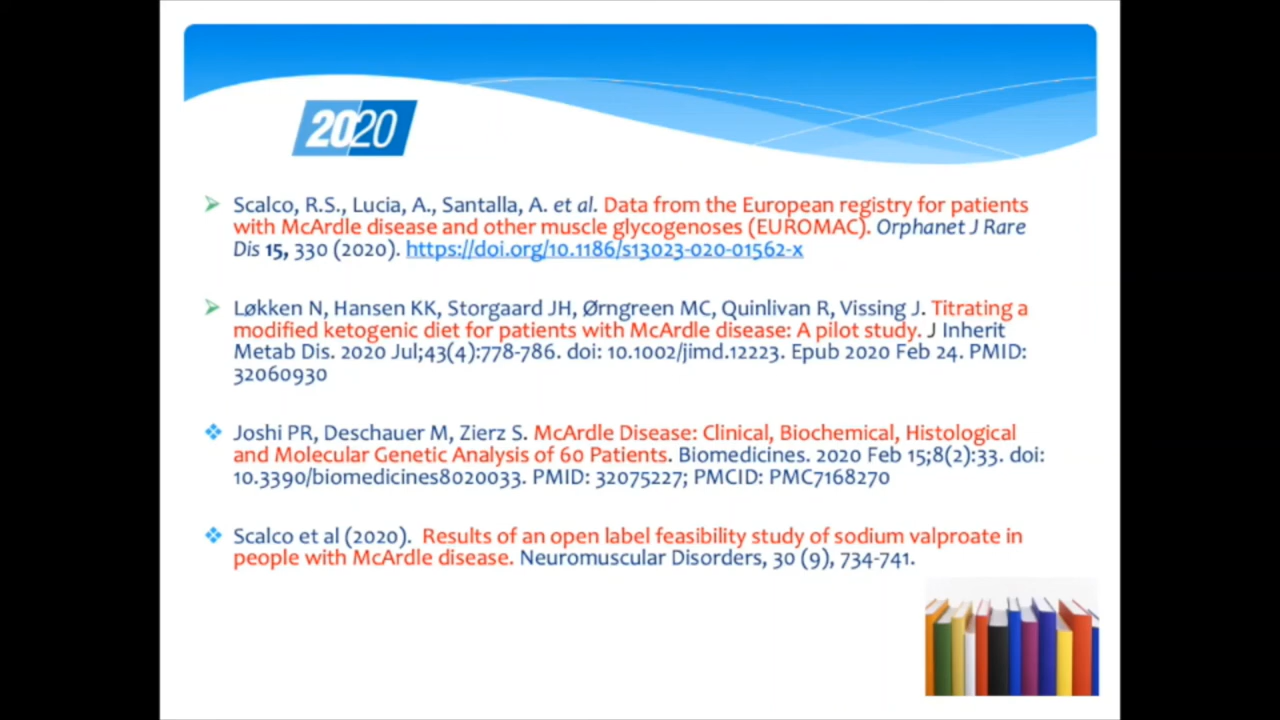 2020
Scalco, R.S., Lucia, A., Santalla, A. et al. Data from the European registry for patients
with McArdle disease and other muscle glycogenoses (EUROMAC). Orphanet J Rare
Dis 15, 330 (2020). https://doi.org/10.1186/s13023-020-01562-x
Løkken N, Hansen KK, Storgaard JH, Ørngreen MC, Quinlivan R, Vissing J. Titrating a
modified ketogenic diet for patients with McArdle disease: A pilot study. J Inherit
Metab Dis. 2020 Jul;43(4):778-786. doi: 10.1002/jimd.12223. Epub 2020 Feb 24. PMID:
32060930
Joshi PR, Deschauer M, Zierz S. McArdle Disease: Clinical, Biochemical, Histological
and Molecular Genetic Analysis of 60 Patients. Biomedicines. 2020 Feb 15;8(2):33. doi:
10.3390/biomedicines8020033. PMID: 32075227; PMCID: PMC7168270
Scalco et al (2020). Results of an open label feasibility study of sodium valproate in
people with McArdle disease. Neuromuscular Disorders, 30 (9), 734-741.